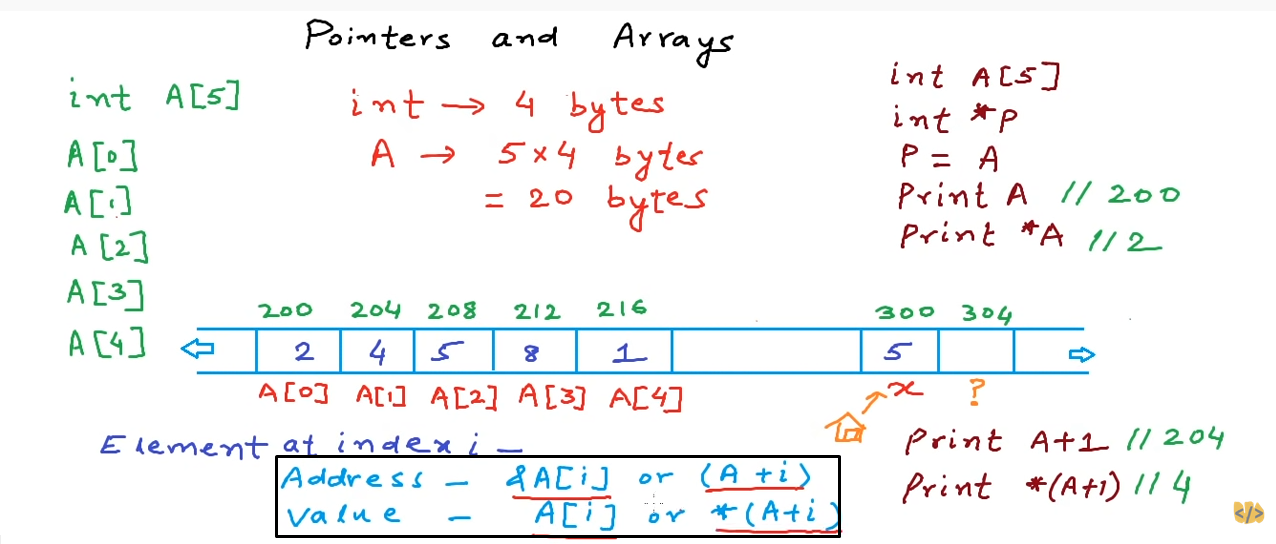 Pointers and Arrays
int A[5]
A[0]
A[1]
A[2]
A[3]
A[4]
int → 4 bytes
A → 5×4 bytes
= 20 bytes
int A[5]
int *P
P = A
Print A // 200
Print *A // 2
200 204 208 212 216 300 304
2 4 5 8 1 5
A[0] A[1] A[2] A[3] A[4] x ?
Element at index i -
Address - &A[i] or (A+i)
Value - A[i] or *(A+i)
Print A+1 // 204
Print *(A+1) // 4
</>